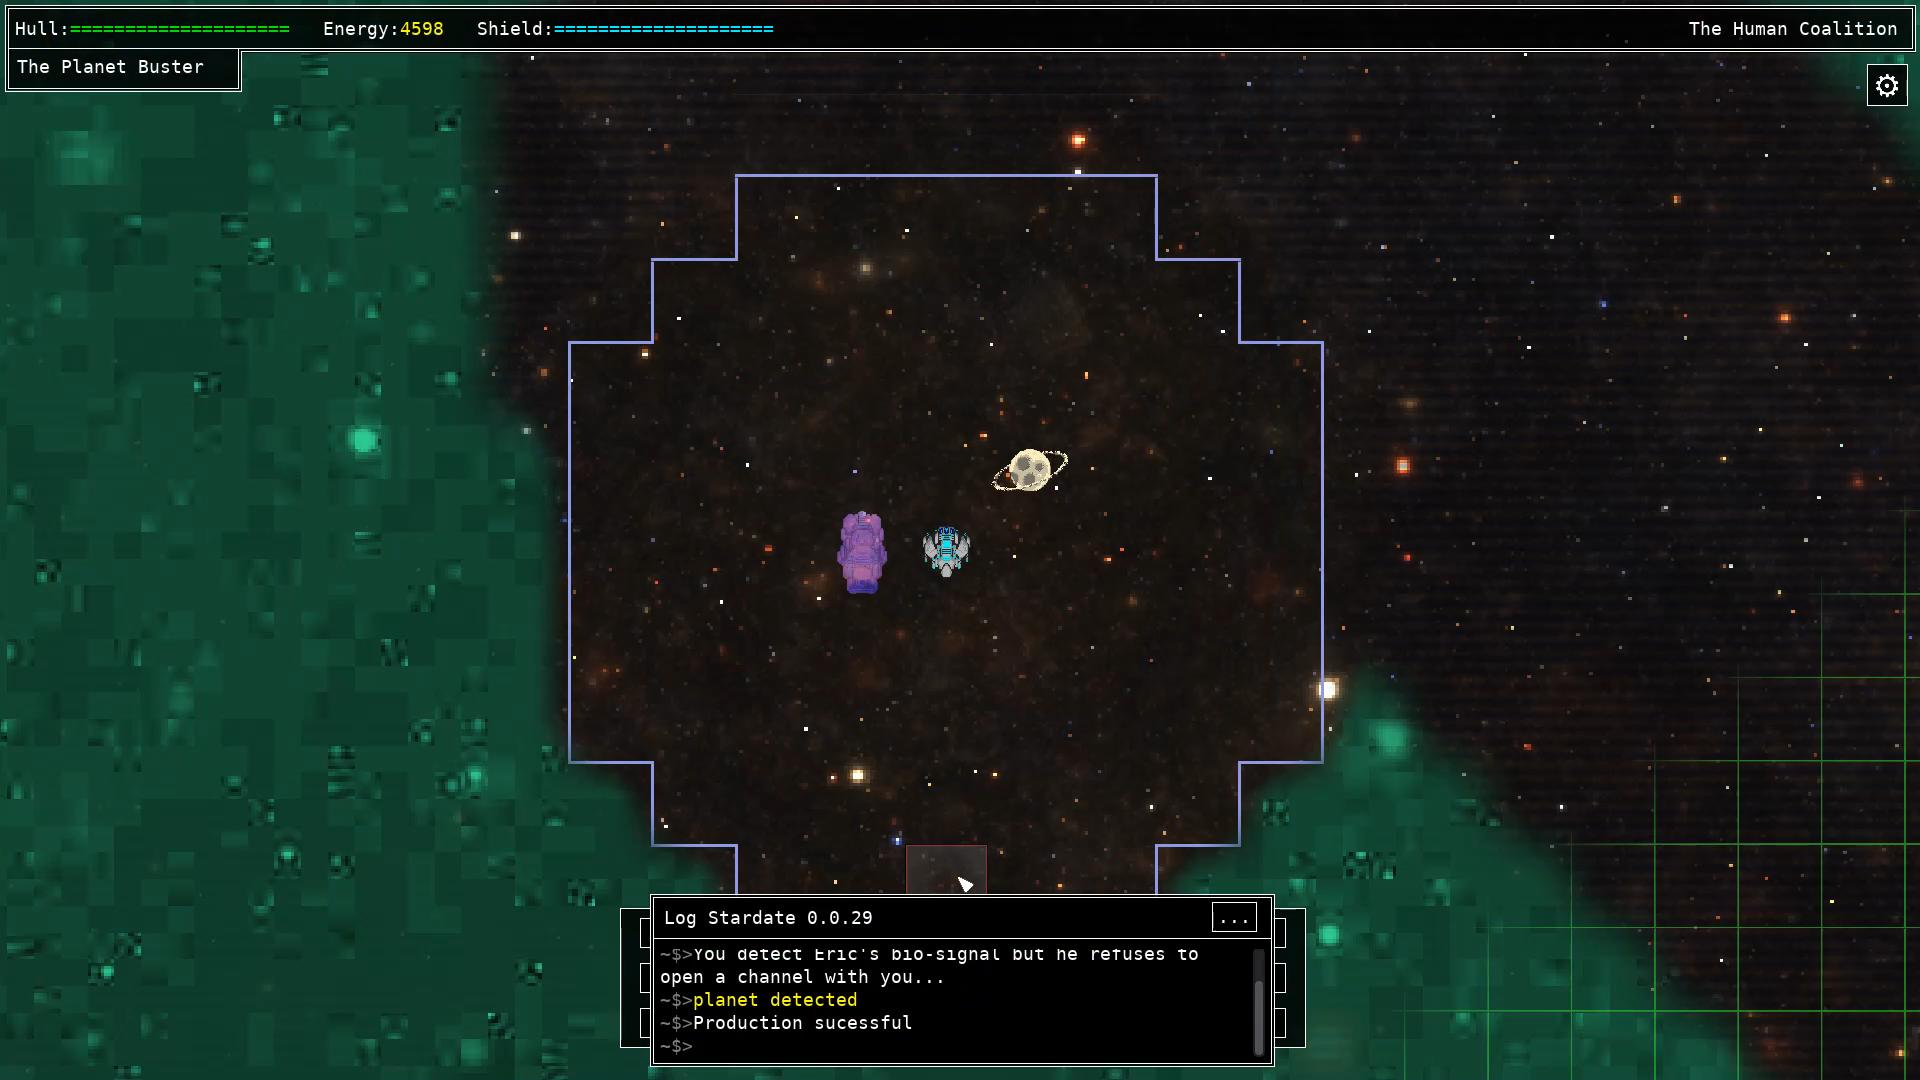 Hull:==================== Energy:4598 Shield:==================== The Human Coalition
The Planet Buster
Log Stardate 0.0.29
...
~$>You detect Eric's bio-signal but he refuses to
open a channel with you...
~$>planet detected
~$>Production sucessful
~$>